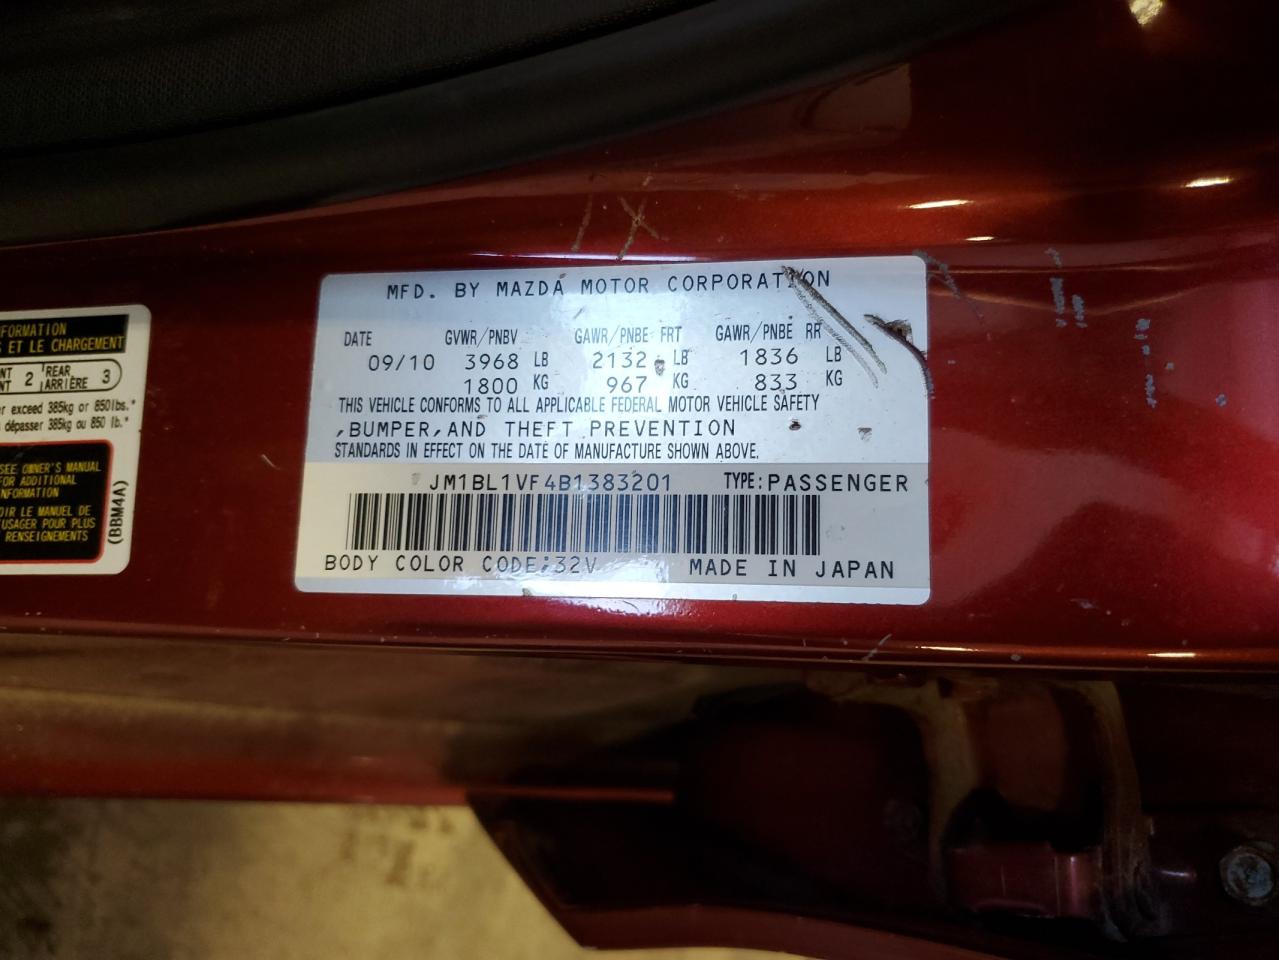 MFD. BY MAZDA MOTOR CORPORATION
DATE GVWR/PNBV GAWR/PNBE FRT GAWR/PNBE RR
09/10 3968 LB 2132 LB 1836 LB
1800 KG 967 KG 833 KG
THIS VEHICLE CONFORMS TO ALL APPLICABLE FEDERAL MOTOR VEHICLE SAFETY
,BUMPER,AND THEFT PREVENTION
STANDARDS IN EFFECT ON THE DATE OF MANUFACTURE SHOWN ABOVE.
JM1BL1VF4B1383201 TYPE:PASSENGER
BODY COLOR CODE:32V MADE IN JAPAN
FORMATION
ET LE CHARGEMENT
2 REAR 3
ARRIÈRE
exceed 385kg or 850lbs.*
dépasser 385kg ou 850 lb.*
SEE OWNER'S MANUAL
FOR ADDITIONAL
INFORMATION
LE MANUEL DE
POUR PLUS
RENSEIGNEMENTS
(BBM4A)